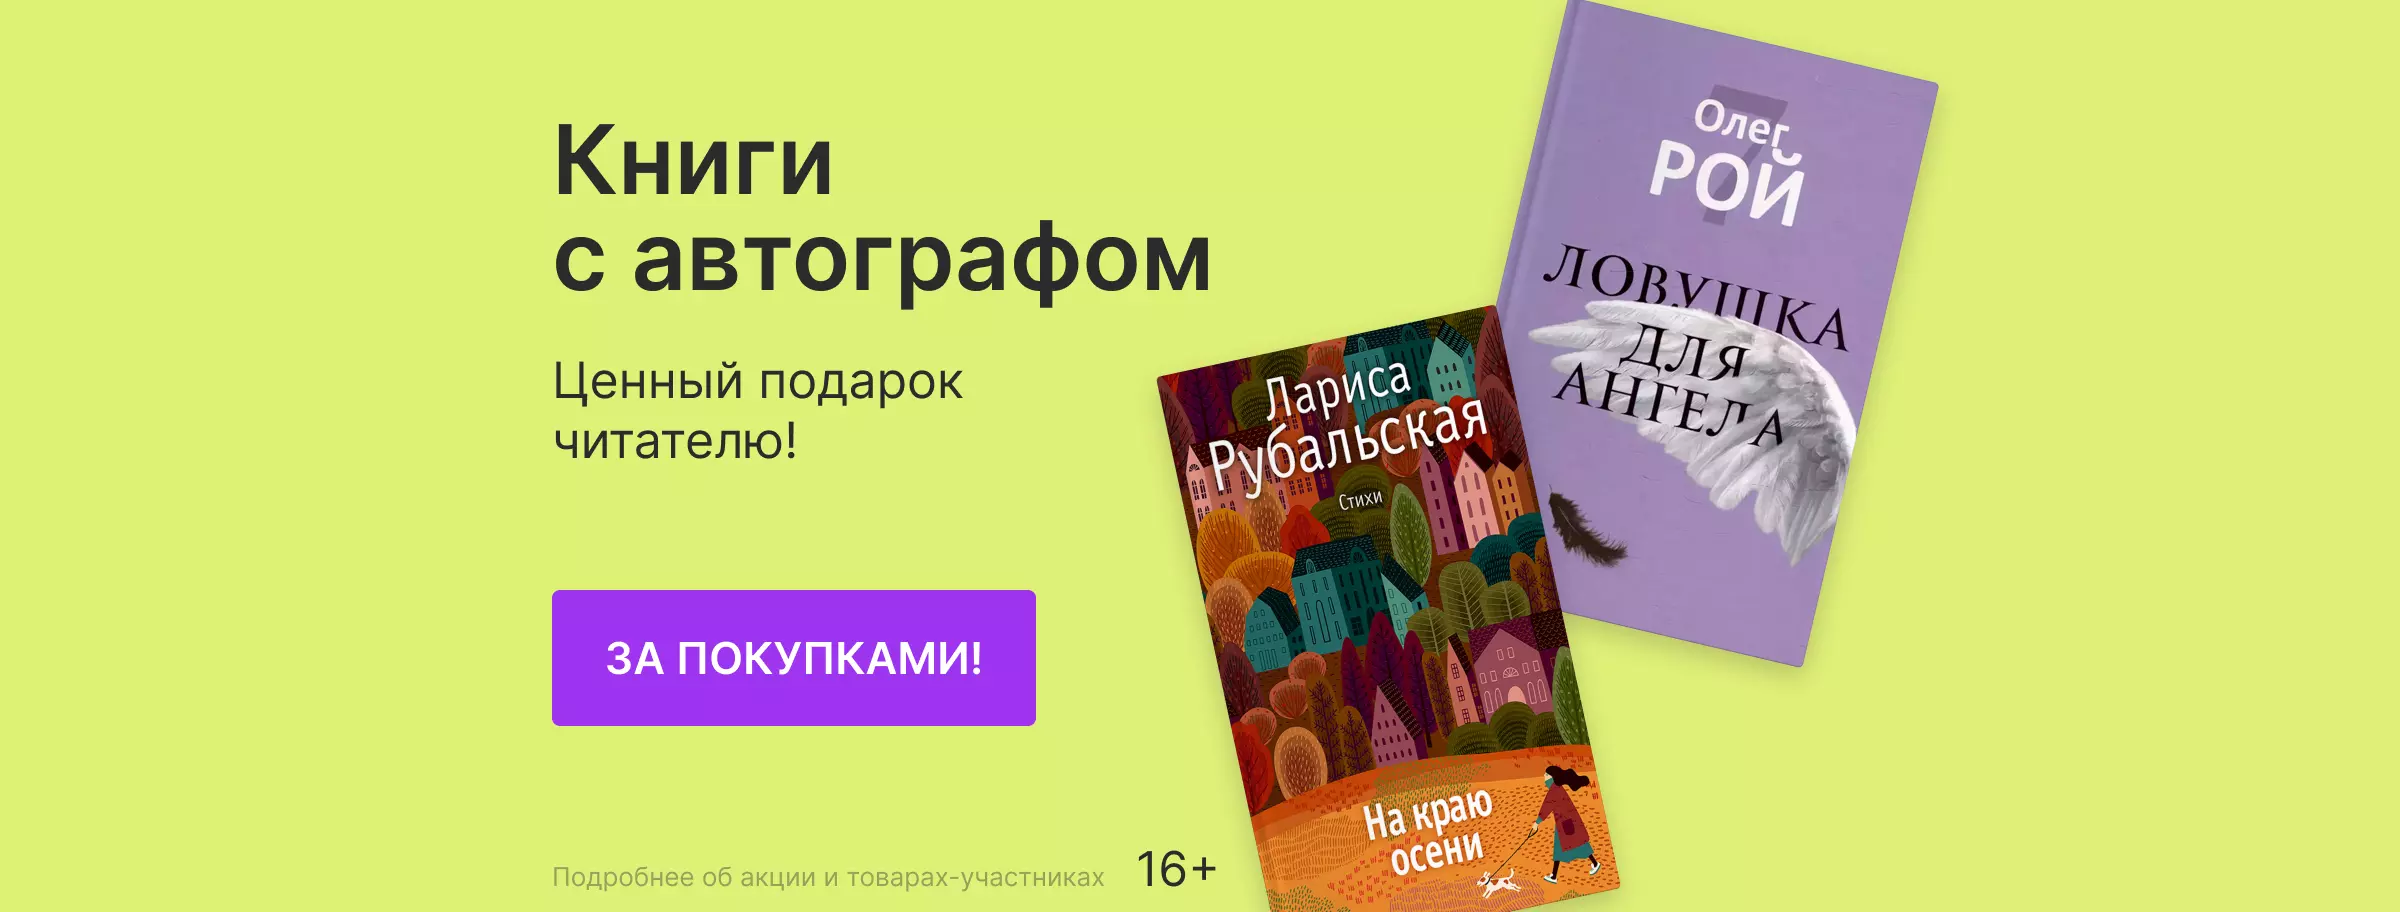 Книги
с автографом
Ценный подарок
читателю!
ЗА ПОКУПКАМИ!
Подробнее об акции и товарах-участниках
16+
Лариса
Рубальская
Стихи
На краю
осени
7
Олег
РОЙ
ЛОВУШКА
ДЛЯ
АНГЕЛА